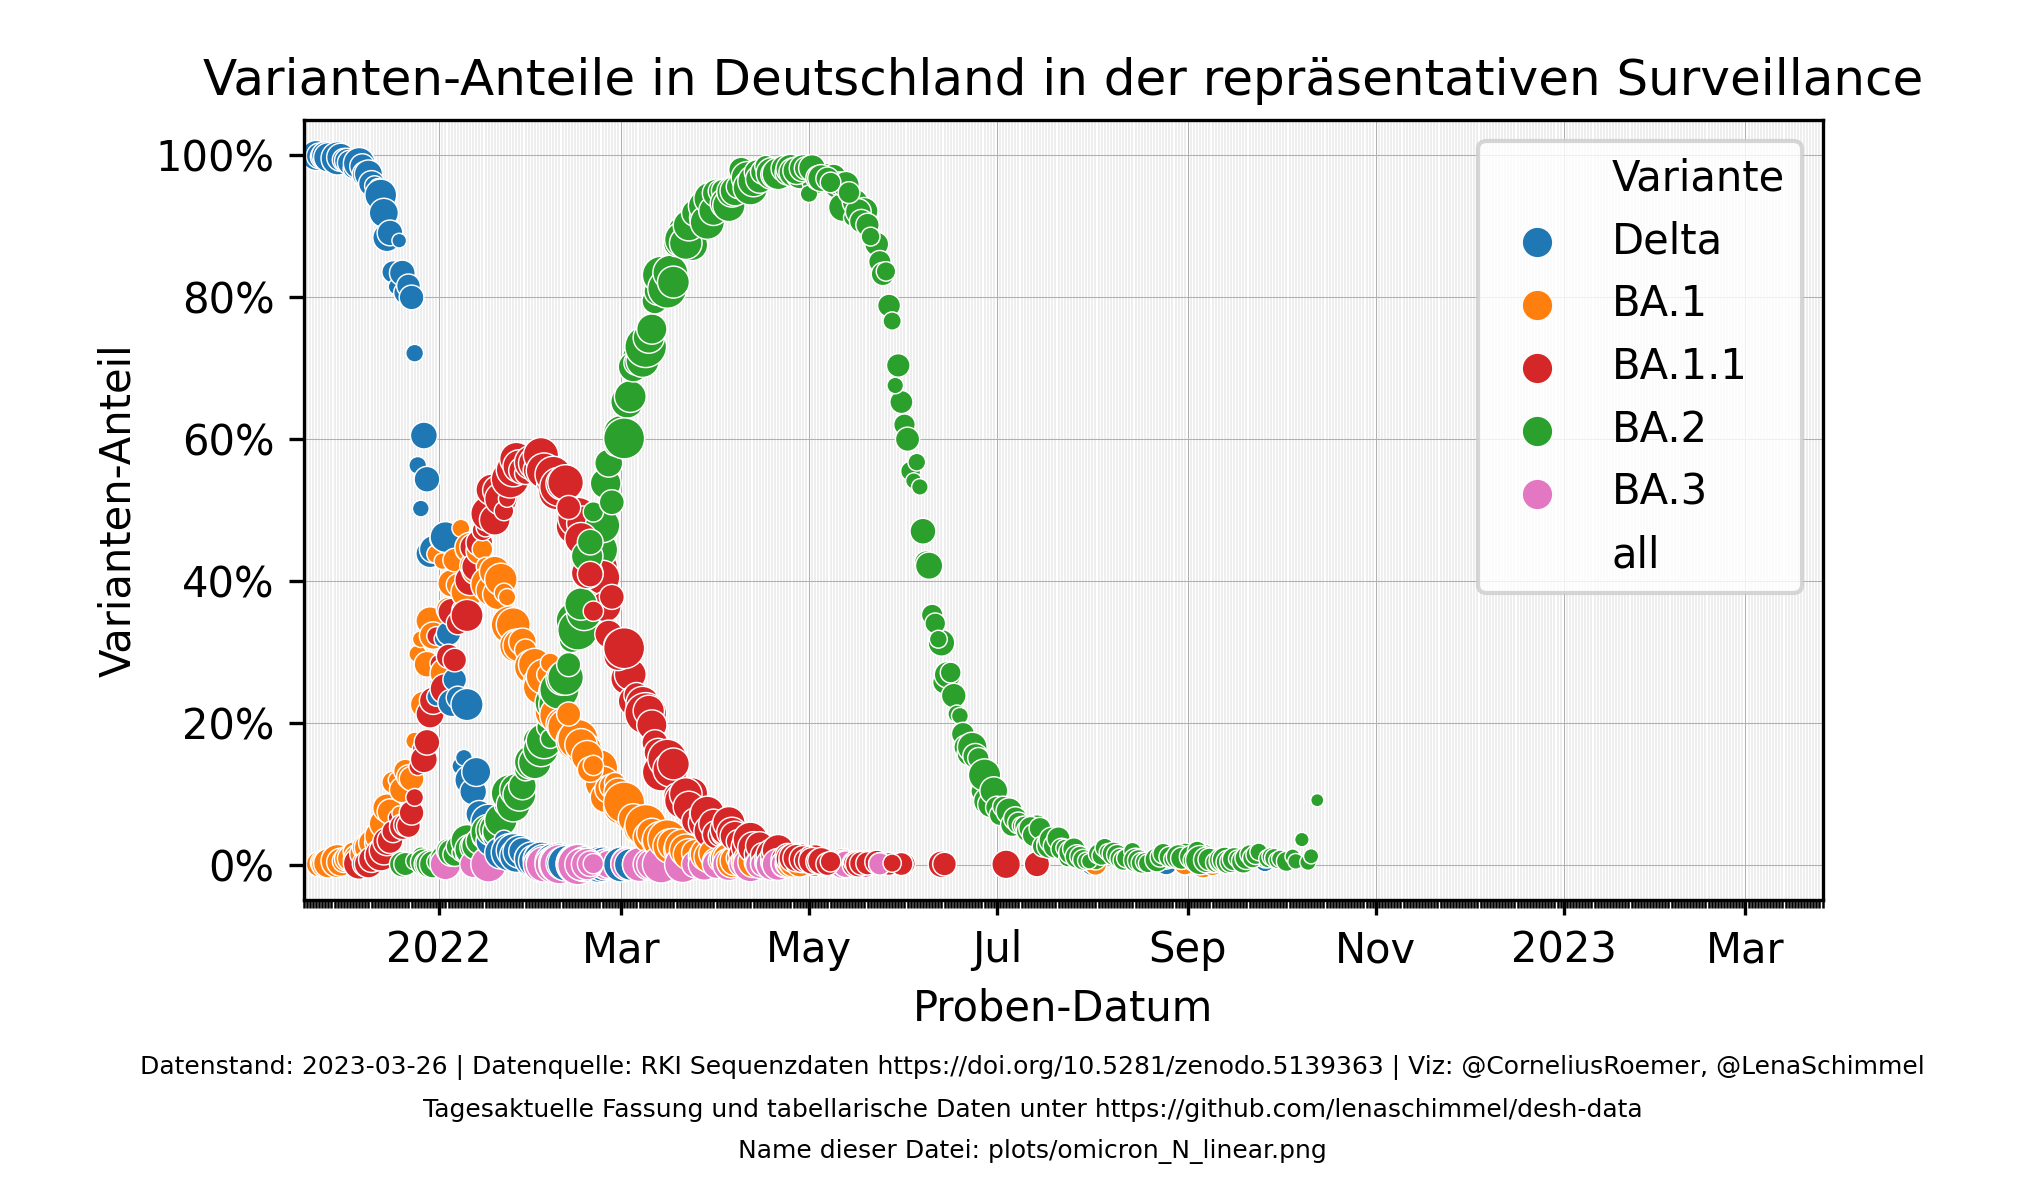 Varianten-Anteile in Deutschland in der repräsentativen Surveillance
Varianten-Anteil
100%
80%
60%
40%
20%
0%
Variante
Delta
BA.1
BA.1.1
BA.2
BA.3
all
2022
Mar
May
Jul
Sep
Nov
2023
Mar
Proben-Datum
Datenstand: 2023-03-26 | Datenquelle: RKI Sequenzdaten https://doi.org/10.5281/zenodo.5139363 | Viz: @CorneliusRoemer, @LenaSchimmel
Tagesaktuelle Fassung und tabellarische Daten unter https://github.com/lenaschimmel/desh-data
Name dieser Datei: plots/omicron_N_linear.png